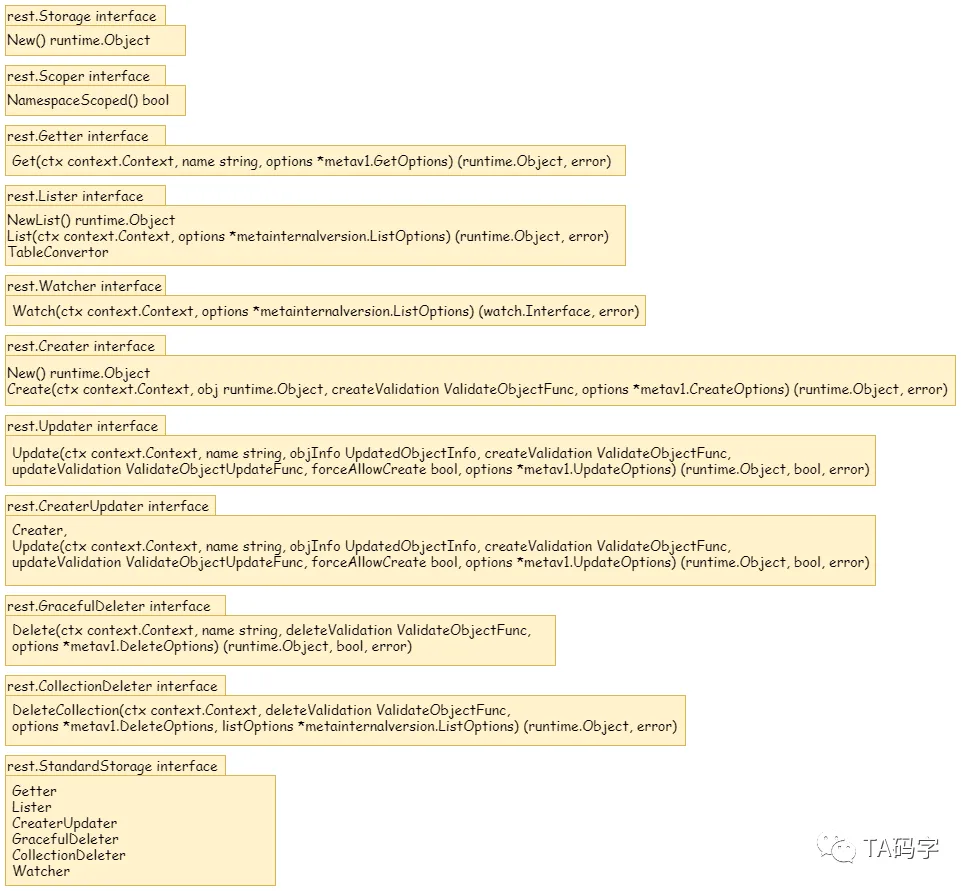 rest.Storage interface
New() runtime.Object
rest.Scoper interface
NamespaceScoped() bool
rest.Getter interface
Get(ctx context.Context, name string, options *metav1.GetOptions) (runtime.Object, error)
rest.Lister interface
NewList() runtime.Object
List(ctx context.Context, options *metainternalversion.ListOptions) (runtime.Object, error)
TableConvertor
rest.Watcher interface
Watch(ctx context.Context, options *metainternalversion.ListOptions) (watch.Interface, error)
rest.Creater interface
New() runtime.Object
Create(ctx context.Context, obj runtime.Object, createValidation ValidateObjectFunc, options *metav1.CreateOptions) (runtime.Object, error)
rest.Updater interface
Update(ctx context.Context, name string, objInfo UpdatedObjectInfo, createValidation ValidateObjectFunc,
updateValidation ValidateObjectUpdateFunc, forceAllowCreate bool, options *metav1.UpdateOptions) (runtime.Object, bool, error)
rest.CreaterUpdater interface
Creater,
Update(ctx context.Context, name string, objInfo UpdatedObjectInfo, createValidation ValidateObjectFunc,
updateValidation ValidateObjectUpdateFunc, forceAllowCreate bool, options *metav1.UpdateOptions) (runtime.Object, bool, error)
rest.GracefulDeleter interface
Delete(ctx context.Context, name string, deleteValidation ValidateObjectFunc,
options *metav1.DeleteOptions) (runtime.Object, bool, error)
rest.CollectionDeleter interface
DeleteCollection(ctx context.Context, deleteValidation ValidateObjectFunc,
options *metav1.DeleteOptions, listOptions *metainternalversion.ListOptions) (runtime.Object, error)
rest.StandardStorage interface
Getter
Lister
CreaterUpdater
GracefulDeleter
CollectionDeleter
Watcher
TA码字